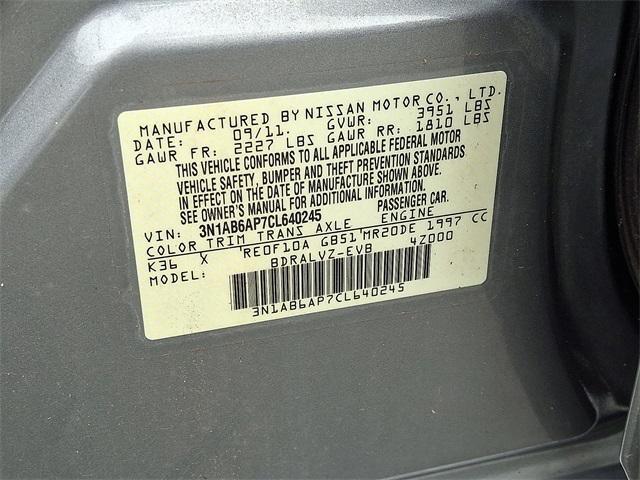 MANUFACTURED BY NISSAN MOTOR CO., LTD.
DATE: 09/11. GVWR: 3951 LBS
GAWR FR: 2227 LBS GAWR RR: 1810 LBS
THIS VEHICLE CONFORMS TO ALL APPLICABLE FEDERAL MOTOR
VEHICLE SAFETY, BUMPER AND THEFT PREVENTION STANDARDS
IN EFFECT ON THE DATE OF MANUFACTURE SHOWN ABOVE.
SEE OWNER'S MANUAL FOR ADDITIONAL INFORMATION.
VIN: 3N1AB6AP7CL640245 PASSENGER CAR.
COLOR TRIM TRANS AXLE ENGINE
K36 X RE0F10A GB51 MR20DE 1997 CC
MODEL: BDRALVZ-EVB 4Z000
3N1AB6AP7CL640245